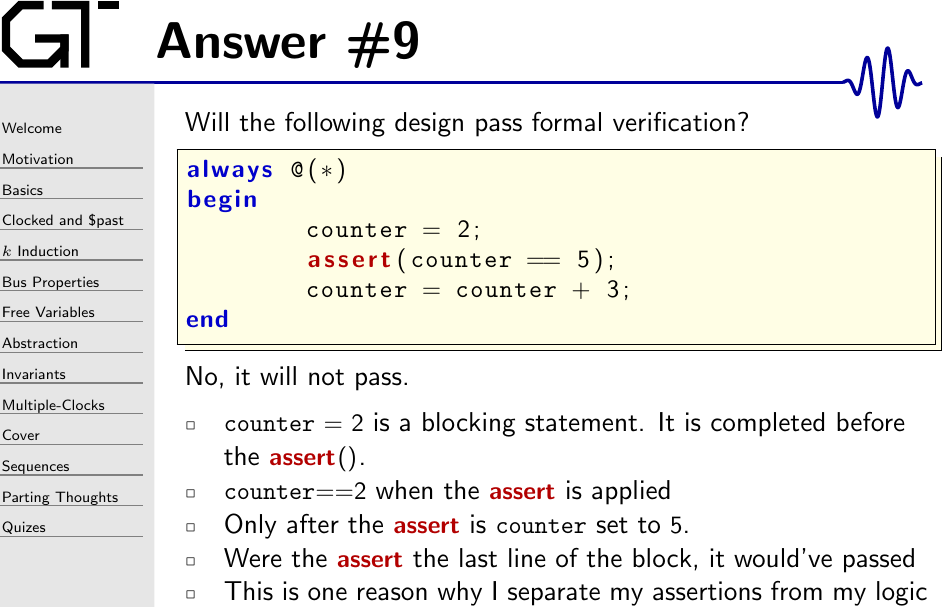 GT
Answer #9
Welcome
Motivation
Basics
Clocked and $past
k Induction
Bus Properties
Free Variables
Abstraction
Invariants
Multiple-Clocks
Cover
Sequences
Parting Thoughts
Quizes
Will the following design pass formal verification?
always @(*)
begin
counter = 2;
assert(counter == 5);
counter = counter + 3;
end
No, it will not pass.
▫ counter = 2 is a blocking statement. It is completed before
the assert().
▫ counter==2 when the assert is applied
▫ Only after the assert is counter set to 5.
▫ Were the assert the last line of the block, it would've passed
▫ This is one reason why I separate my assertions from my logic